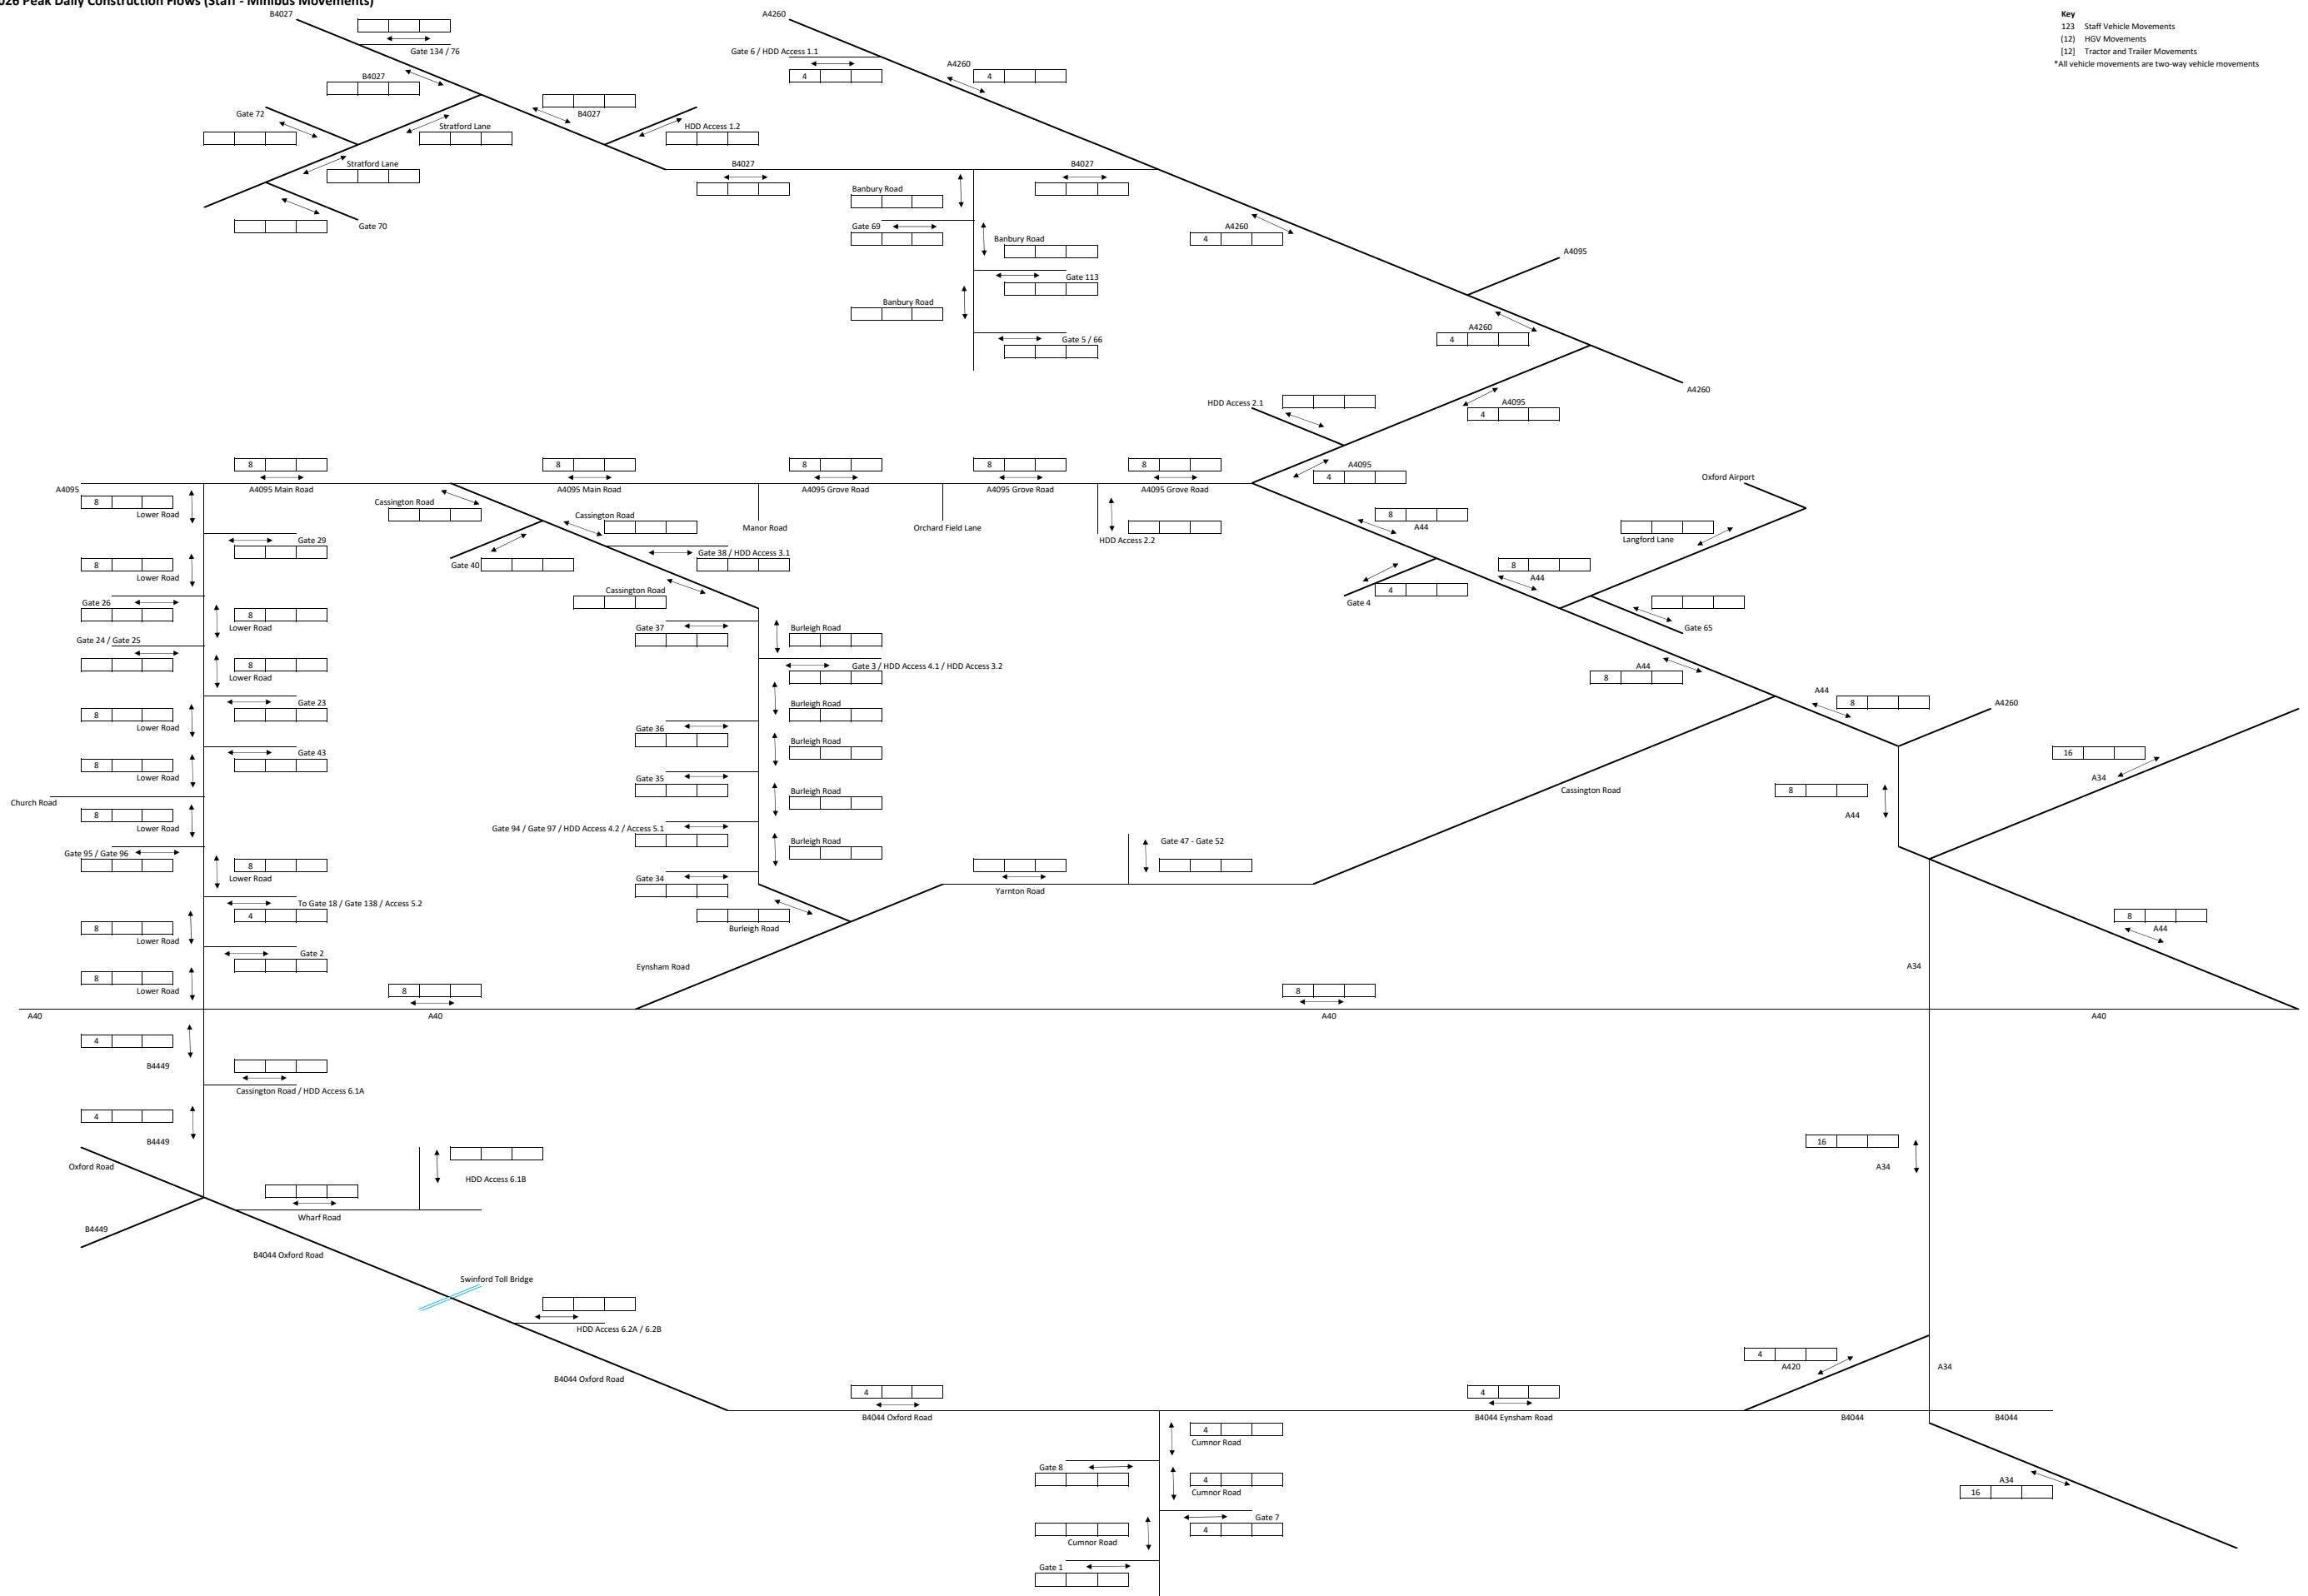 026 Peak Daily Construction Flows (Staff - Minibus Movements)
Key
123 Staff Vehicle Movements
(12) HGV Movements
[12] Tractor and Trailer Movements
*All vehicle movements are two-way vehicle movements
B4027
A4260
Gate 134 / 76
Gate 6 / HDD Access 1.1
4
A4260
4
B4027
B4027
Gate 72
Stratford Lane
HDD Access 1.2
Stratford Lane
Gate 70
B4027
B4027
Banbury Road
Gate 69
Banbury Road
Gate 113
Banbury Road
Gate 5 / 66
A4260
4
A4095
A4260
4
A4260
HDD Access 2.1
A4095
4
8
8
8
8
8
A4095
A4095 Main Road
A4095 Main Road
A4095 Grove Road
A4095 Grove Road
A4095 Grove Road
A4095
4
Oxford Airport
8
Lower Road
Cassington Road
Cassington Road
Manor Road
Orchard Field Lane
HDD Access 2.2
8
A44
Langford Lane
Gate 29
Gate 38 / HDD Access 3.1
8
Lower Road
Gate 40
8
A44
Gate 26
Cassington Road
4
Gate 4
8
Lower Road
Gate 37
Burleigh Road
Gate 65
Gate 24 / Gate 25
8
Lower Road
Gate 3 / HDD Access 4.1 / HDD Access 3.2
A44
8
Gate 23
Burleigh Road
A44
8
A4260
8
Lower Road
Gate 36
Burleigh Road
Gate 43
16
A34
8
Lower Road
Gate 35
Burleigh Road
Cassington Road
8
A44
Church Road
8
Lower Road
Gate 94 / Gate 97 / HDD Access 4.2 / Access 5.1
Burleigh Road
Gate 47 - Gate 52
Gate 95 / Gate 96
8
Lower Road
Gate 34
Yarnton Road
To Gate 18 / Gate 138 / Access 5.2
4
Burleigh Road
8
A44
8
Lower Road
Gate 2
Eynsham Road
A34
8
Lower Road
8
8
A40
A40
A40
A40
4
B4449
Cassington Road / HDD Access 6.1A
4
B4449
16
A34
Oxford Road
HDD Access 6.1B
Wharf Road
B4449
B4044 Oxford Road
Swinford Toll Bridge
HDD Access 6.2A / 6.2B
B4044 Oxford Road
4
A420
A34
4
4
B4044 Oxford Road
B4044 Eynsham Road
B4044
B4044
4
Cumnor Road
Gate 8
4
Cumnor Road
A34
16
Gate 7
4
Cumnor Road
Gate 1